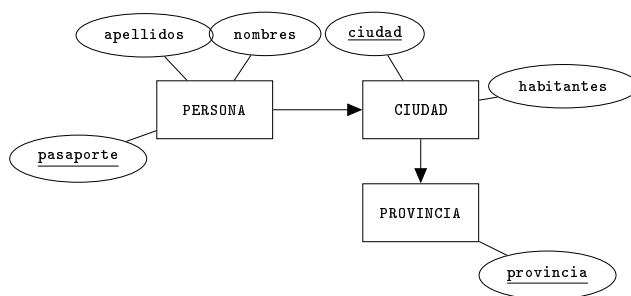 apellidos
nombres
ciudad
habitantes
PERSONA
CIUDAD
pasaporte
PROVINCIA
provincia